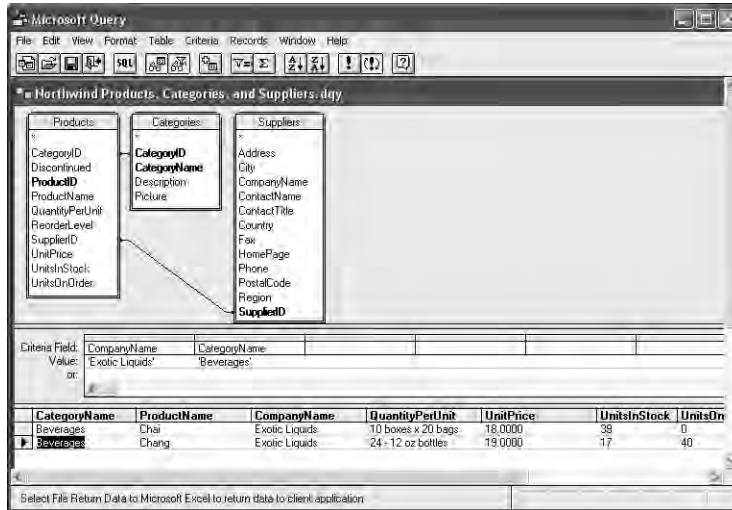 Microsoft Query
File Edit View Format Table Criteria Records Window Help
SQL
Northwind Products, Categories, and Suppliers.dqy
Products
*
CategoryID
Discontinued
ProductID
ProductName
QuantityPerUnit
ReorderLevel
SupplierID
UnitPrice
UnitsInStock
UnitsOnOrder
Categories
*
CategoryID
CategoryName
Description
Picture
Suppliers
*
Address
City
CompanyName
ContactName
ContactTitle
Country
Fax
HomePage
Phone
PostalCode
Region
SupplierID
Criteria Field: CompanyName CategoryName
Value: 'Exotic Liquids' 'Beverages'
or:
CategoryName ProductName CompanyName QuantityPerUnit UnitPrice UnitsInStock UnitsOn
Beverages Chai Exotic Liquids 10 boxes x 20 bags 18.0000 39 0
Beverages Chang Exotic Liquids 24 - 12 oz bottles 19.0000 17 40
Select File Return Data to Microsoft Excel to return data to client application